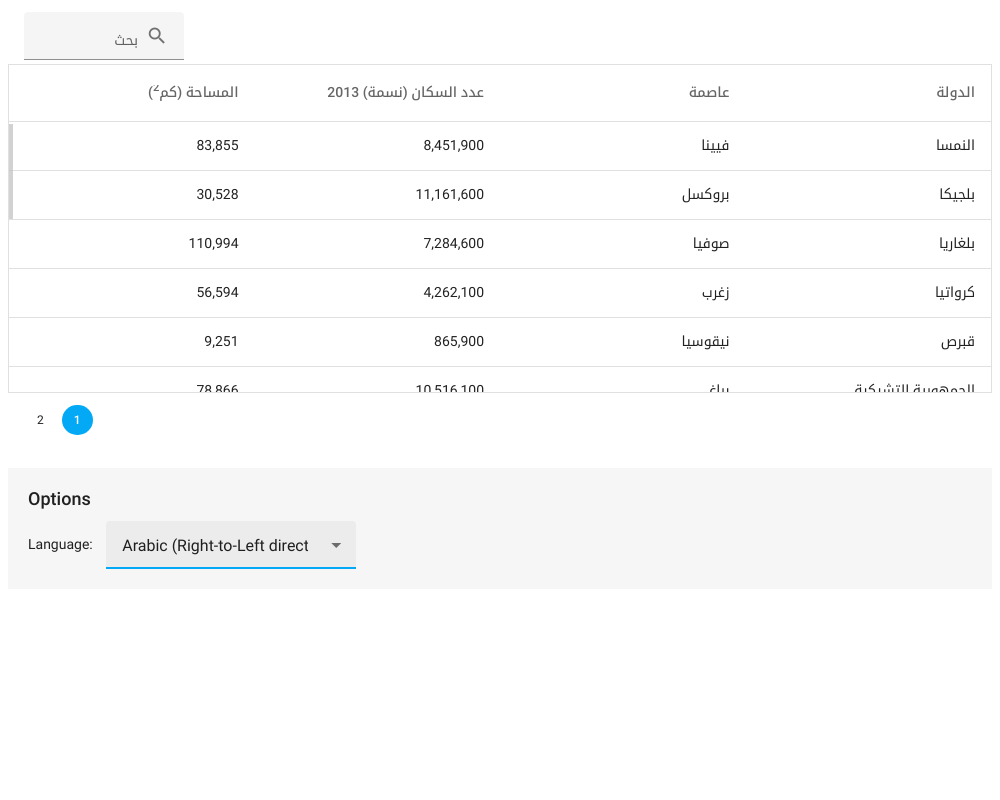 بحث
الدولة عاصمة عدد السكان (نسمة) 2013 المساحة (كم²)
النمسا فيينا 8,451,900 83,855
بلجيكا بروكسل 11,161,600 30,528
بلغاريا صوفيا 7,284,600 110,994
كرواتيا زغرب 4,262,100 56,594
قبرص نيقوسيا 865,900 9,251
الجمهورية التشيكية براغ 10,516,100 78,866
1 2
Options
Language: Arabic (Right-to-Left direct